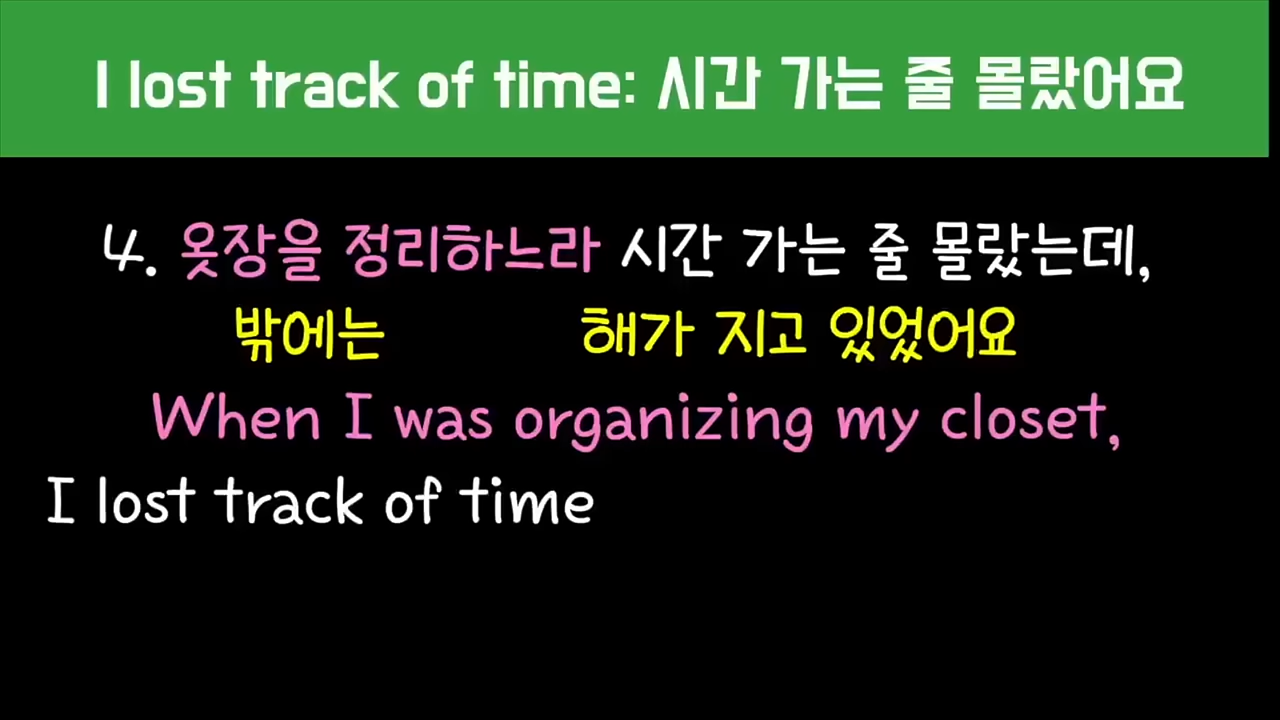 I lost track of time: 시간 가는 줄 몰랐어요
4. 옷장을 정리하느라 시간 가는 줄 몰랐는데,
밖에는 해가 지고 있었어요
When I was organizing my closet,
I lost track of time